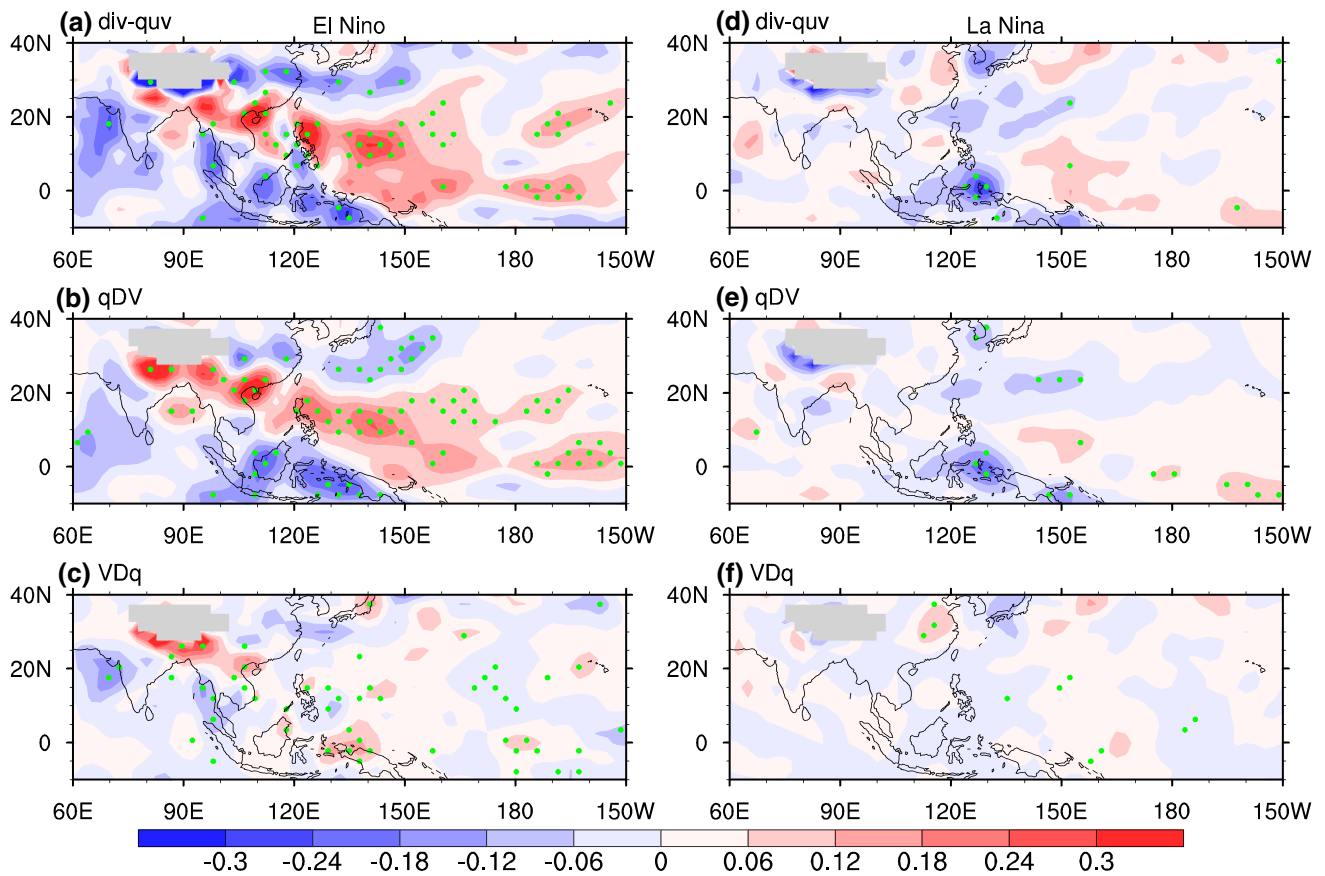 (a) div-quv El Nino
40N
20N
0
60E 90E 120E 150E 180 150W
(b) qDV
40N
20N
0
60E 90E 120E 150E 180 150W
(c) VDq
40N
20N
0
60E 90E 120E 150E 180 150W
(d) div-quv La Nina
40N
20N
0
60E 90E 120E 150E 180 150W
(e) qDV
40N
20N
0
60E 90E 120E 150E 180 150W
(f) VDq
40N
20N
0
60E 90E 120E 150E 180 150W
-0.3 -0.24 -0.18 -0.12 -0.06 0 0.06 0.12 0.18 0.24 0.3